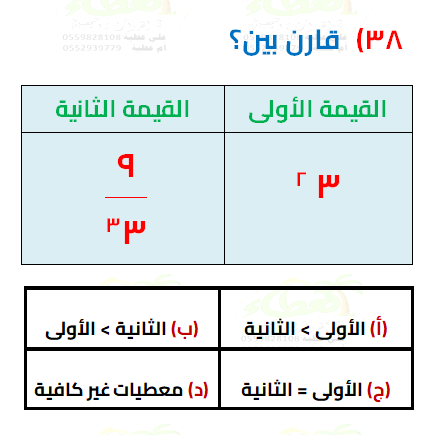 ٣٨) قارن بين؟
القيمة الأولى القيمة الثانية
٣ ٢
٩
٣ ٣
(أ) الأولى > الثانية (ب) الثانية > الأولى
(ج) الأولى = الثانية (د) معطيات غير كافية